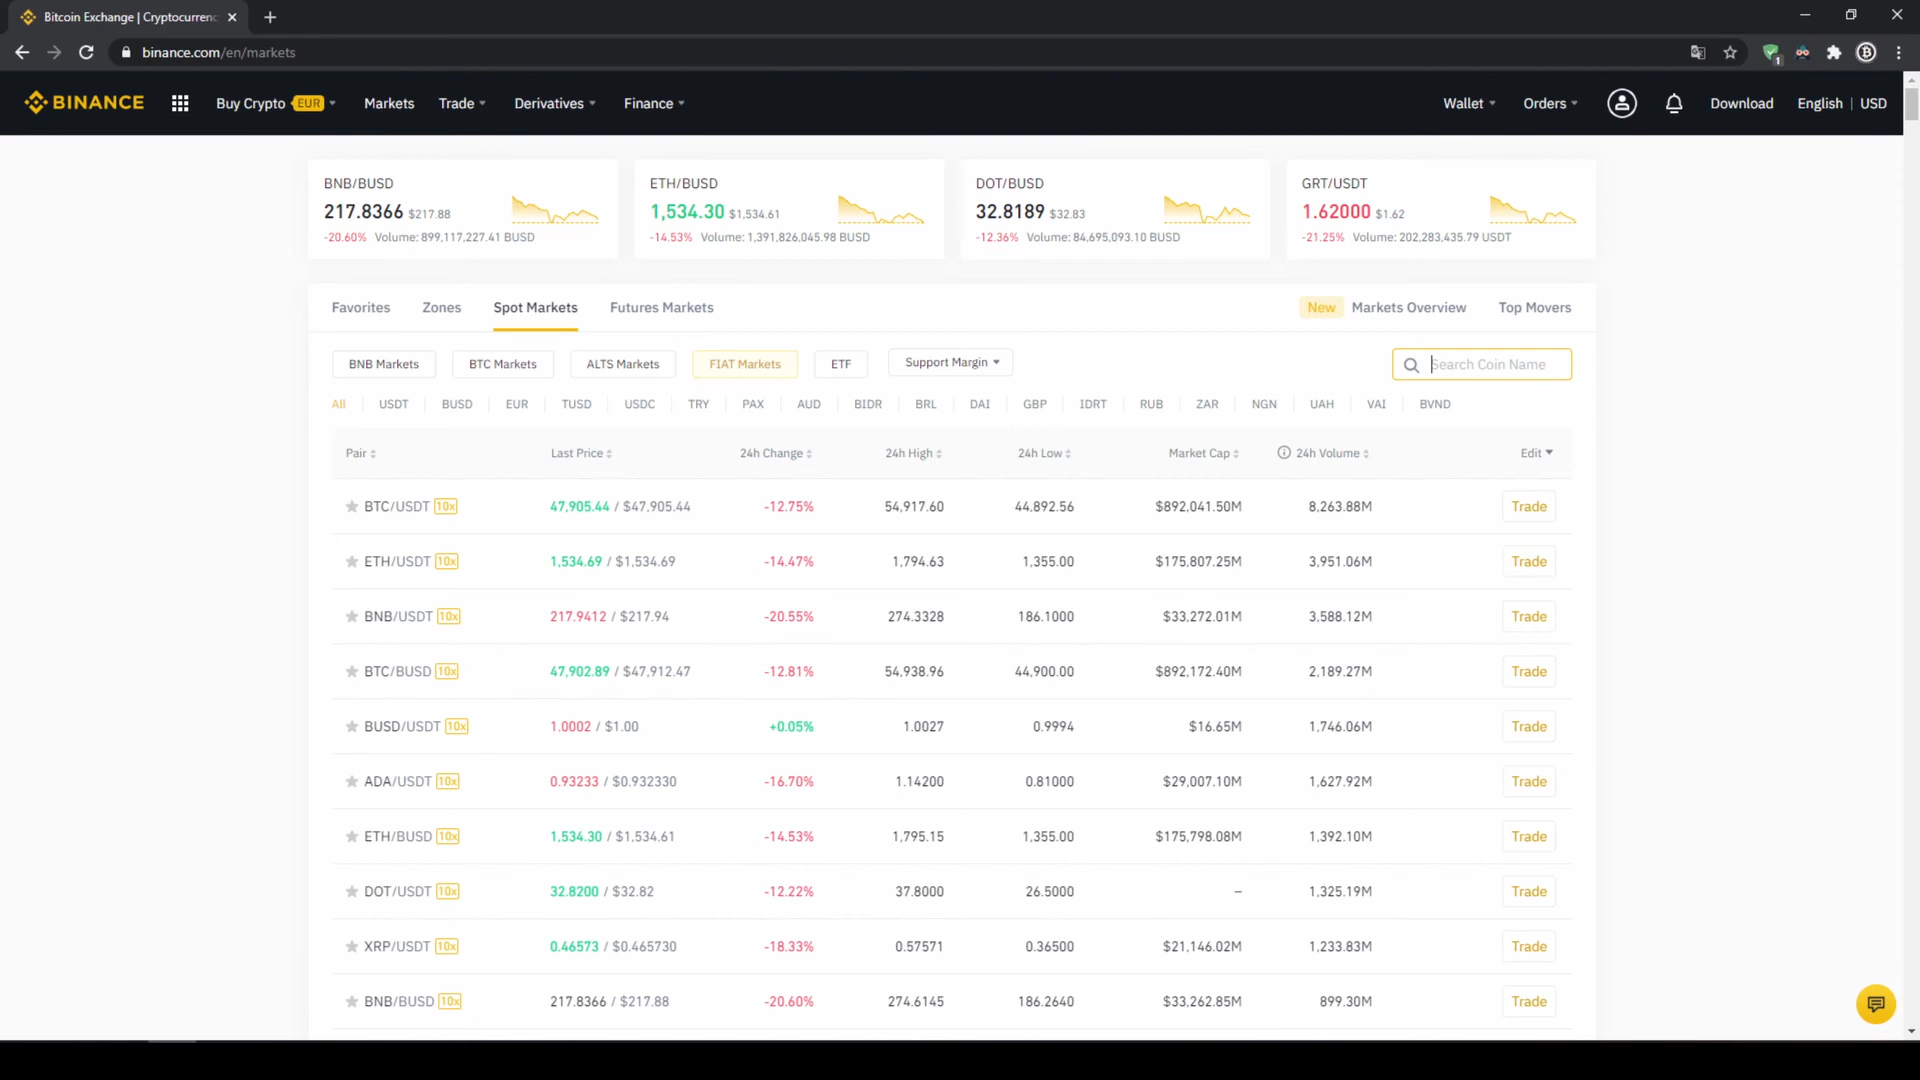 Bitcoin Exchange | Cryptocurrenc
binance.com/en/markets
1
BINANCE Buy Crypto EUR Markets Trade Derivatives Finance Wallet Orders Download English | USD
BNB/BUSD ETH/BUSD DOT/BUSD GRT/USDT
217.8366 $217.88 1,534.30 $1,534.61 32.8189 $32.83 1.62000 $1.62
-20.60% Volume: 899,117,227.41 BUSD -14.53% Volume: 1,391,826,045.98 BUSD -12.36% Volume: 84,695,093.10 BUSD -21.25% Volume: 202,283,435.79 USDT
Favorites Zones Spot Markets Futures Markets New Markets Overview Top Movers
BNB Markets BTC Markets ALTS Markets FIAT Markets ETF Support Margin Search Coin Name
All USDT BUSD EUR TUSD USDC TRY PAX AUD BIDR BRL DAI GBP IDRT RUB ZAR NGN UAH VAI BVND
Pair Last Price 24h Change 24h High 24h Low Market Cap 24h Volume Edit
BTC/USDT 10x 47,905.44 / $47,905.44 -12.75% 54,917.60 44,892.56 $892,041.50M 8,263.88M Trade
ETH/USDT 10x 1,534.69 / $1,534.69 -14.47% 1,794.63 1,355.00 $175,807.25M 3,951.06M Trade
BNB/USDT 10x 217.9412 / $217.94 -20.55% 274.3328 186.1000 $33,272.01M 3,588.12M Trade
BTC/BUSD 10x 47,902.89 / $47,912.47 -12.81% 54,938.96 44,900.00 $892,172.40M 2,189.27M Trade
BUSD/USDT 10x 1.0002 / $1.00 +0.05% 1.0027 0.9994 $16.65M 1,746.06M Trade
ADA/USDT 10x 0.93233 / $0.932330 -16.70% 1.14200 0.81000 $29,007.10M 1,627.92M Trade
ETH/BUSD 10x 1,534.30 / $1,534.61 -14.53% 1,795.15 1,355.00 $175,798.08M 1,392.10M Trade
DOT/USDT 10x 32.8200 / $32.82 -12.22% 37.8000 26.5000 – 1,325.19M Trade
XRP/USDT 10x 0.46573 / $0.465730 -18.33% 0.57571 0.36500 $21,146.02M 1,233.83M Trade
BNB/BUSD 10x 217.8366 / $217.88 -20.60% 274.6145 186.2640 $33,262.85M 899.30M Trade